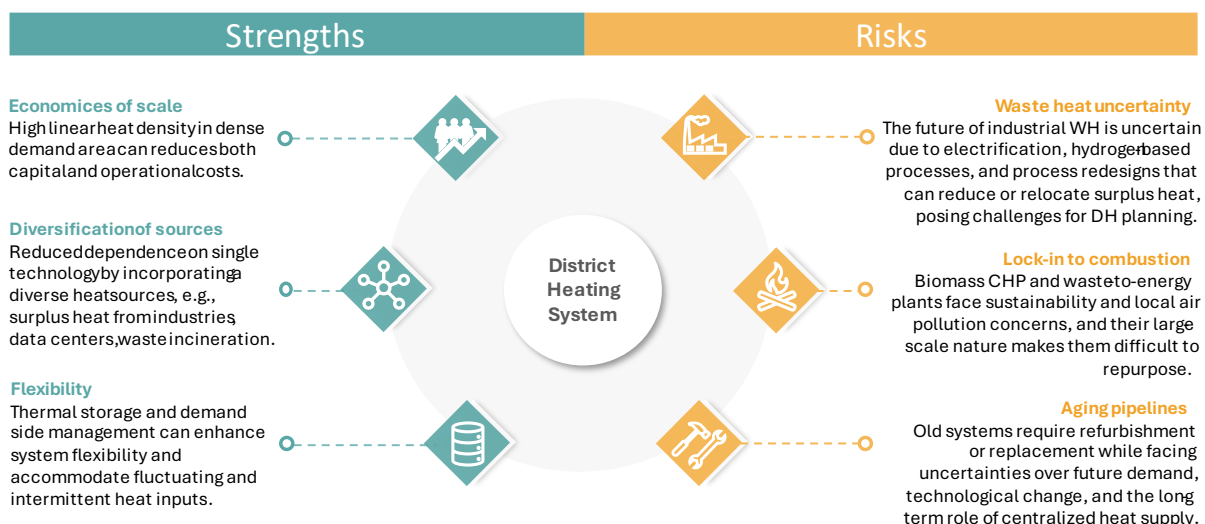 Strengths
Risks
Economices of scale
High linear heat density in dense
demand area can reduces both
capital and operational costs.
Diversification of sources
Reduced dependence on single
technology by incorporating a
diverse heat sources, e.g.,
surplus heat from industries,
data centers, waste incineration.
Flexibility
Thermal storage and demand
side management can enhance
system flexibility and
accommodate fluctuating and
intermittent heat inputs.
District
Heating
System
Waste heat uncertainty
The future of industrial WH is uncertain
due to electrification, hydrogen-based
processes, and process redesigns that
can reduce or relocate surplus heat,
posing challenges for DH planning.
Lock-in to combustion
Biomass CHP and waste-to-energy
plants face sustainability and local air
pollution concerns, and their large-
scale nature makes them difficult to
repurpose.
Aging pipelines
Old systems require refurbishment
or replacement while facing
uncertainties over future demand,
technological change, and the long-
term role of centralized heat supply.